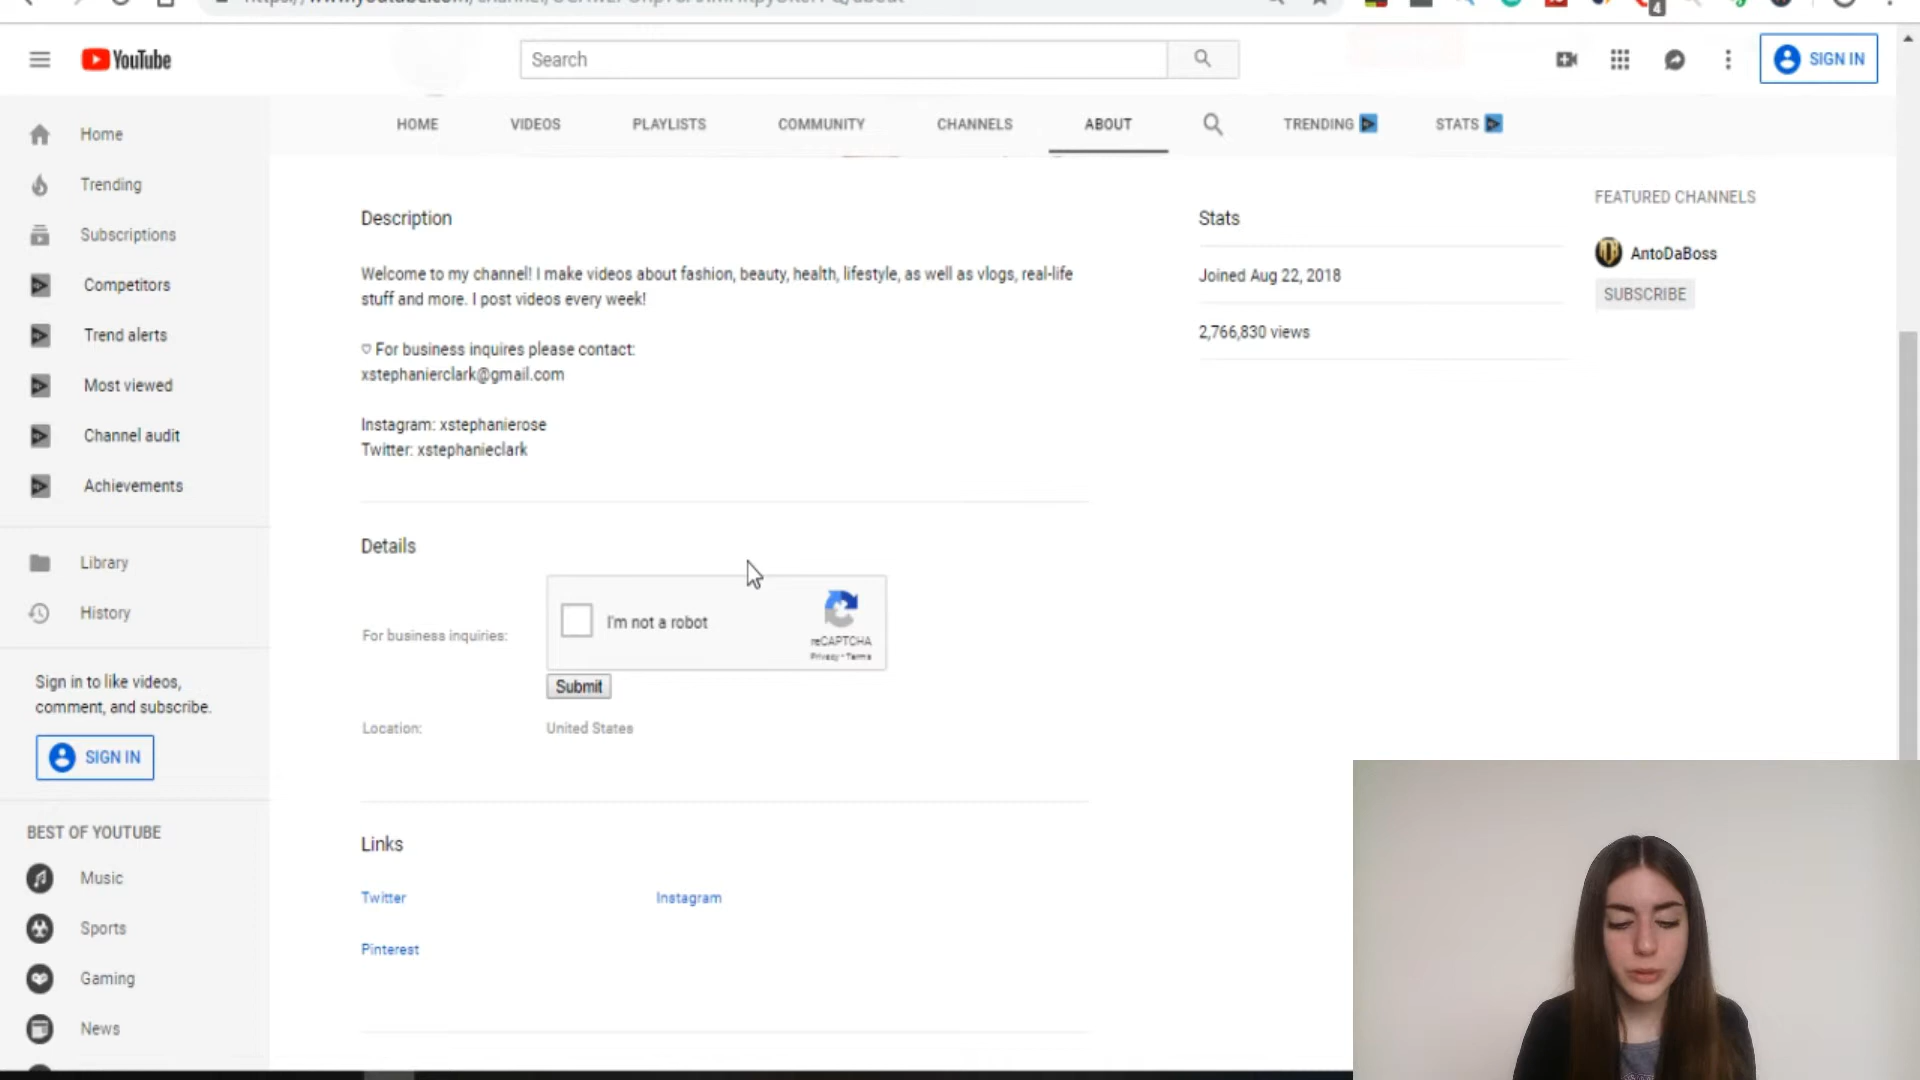 YouTube
Search
4
SIGN IN
HOME
VIDEOS
PLAYLISTS
COMMUNITY
CHANNELS
ABOUT
TRENDING
STATS
Home
Trending
Subscriptions
Competitors
Trend alerts
Most viewed
Channel audit
Achievements
Library
History
Sign in to like videos,
comment, and subscribe.
SIGN IN
BEST OF YOUTUBE
Music
Sports
Gaming
News
Description
Welcome to my channel! I make videos about fashion, beauty, health, lifestyle, as well as vlogs, real-life
stuff and more. I post videos every week!
♡ For business inquires please contact:
xstephanierclark@gmail.com
Instagram: xstephanierose
Twitter: xstephanieclark
Details
For business inquiries:
I'm not a robot
reCAPTCHA
Privacy - Terms
Submit
Location:
United States
Links
Twitter
Instagram
Pinterest
Stats
Joined Aug 22, 2018
2,766,830 views
FEATURED CHANNELS
AntoDaBoss
SUBSCRIBE